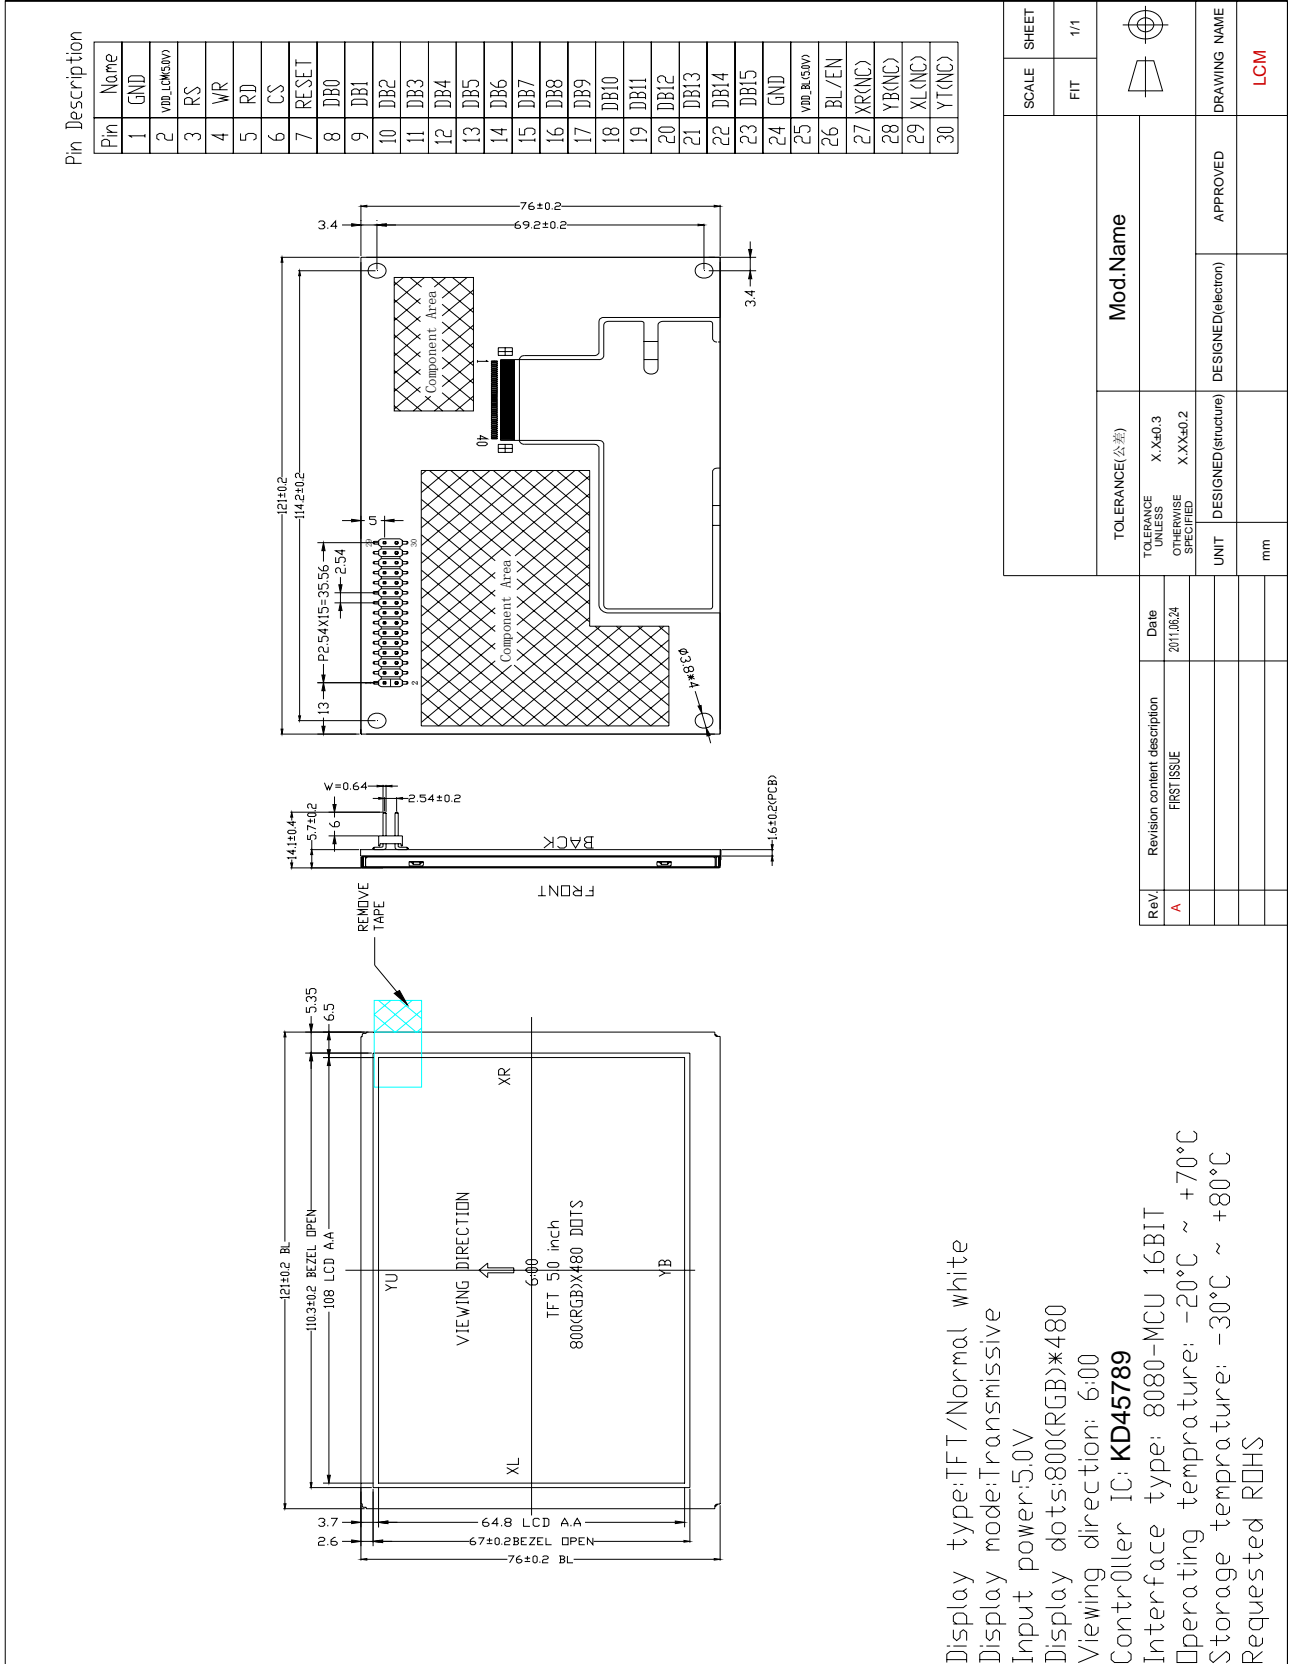 Pin Description
Pin Name
1 GND
2 VDD_LCM(5.0V)
3 RS
4 WR
5 RD
6 CS
7 RESET
8 DB0
9 DB1
10 DB2
11 DB3
12 DB4
13 DB5
14 DB6
15 DB7
16 DB8
17 DB9
18 DB10
19 DB11
20 DB12
21 DB13
22 DB14
23 DB15
24 GND
25 VDD_BL(5.0V)
26 BL/EN
27 XR(NC)
28 YB(NC)
29 XL(NC)
30 YT(NC)
121±0.2 BL
110.3±0.2 BEZEL OPEN
108 LCD A.A
5.35
6.5
3.7
2.6
64.8 LCD A.A
67±0.2BEZEL OPEN
76±0.2 BL
YU
XL
XR
YB
VIEWING DIRECTION
6:00
TFT 5.0 inch
800(RGB)X480 DOTS
REMOVE
TAPE
14.1±0.4
5.7±0.2
6
W=0.64
2.54±0.2
FRONT
BACK
1.6±0.2(PCB)
121±0.2
114.2±0.2
13
P2.54X15=35.56
2.54
5
29
30
2
3.4
76±0.2
69.2±0.2
3.4
Component Area
Component Area
1
40
φ3.8*4
Display type:TFT/Normal white
Display mode:Transmissive
Input power:5.0V
Display dots:800(RGB)*480
Viewing direction: 6:00
Contr0ller IC: KD45789
Interface type: 8080-MCU 16BIT
Operating temprature: -20°C ~ +70°C
Storage temprature: -30°C ~ +80°C
Requested ROHS
ReV. Revision content description Date
A FIRST ISSUE 2011.06.24
SCALE SHEET
FIT 1/1
TOLERANCE(公差) Mod.Name
TOLERANCE
UNLESS
OTHERWISE
SPECIFIED
X.X±0.3
X.XX±0.2
UNIT DESIGNED(structure) DESIGNED(electron) APPROVED DRAWING NAME
mm LCM